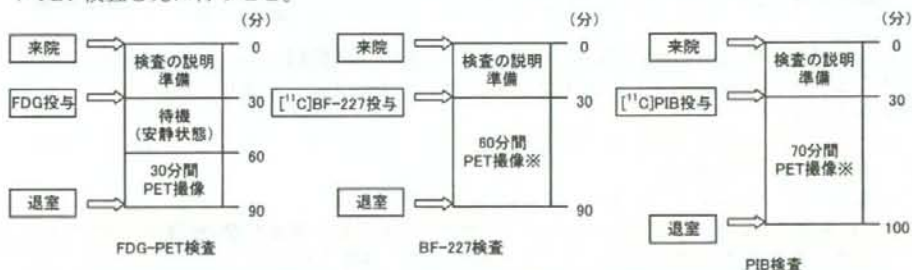 (分)
来院
0
検査の説明
準備
FDG投与
30
待機
(安静状態)
60
30分間
PET撮像
退室
90
FDG-PET検査
(分)
来院
0
検査の説明
準備
[¹¹C]BF-227投与
30
60分間
PET撮像※
退室
90
BF-227検査
(分)
来院
0
検査の説明
準備
[¹¹C]PIB投与
30
70分間
PET撮像※
退室
100
PIB検査